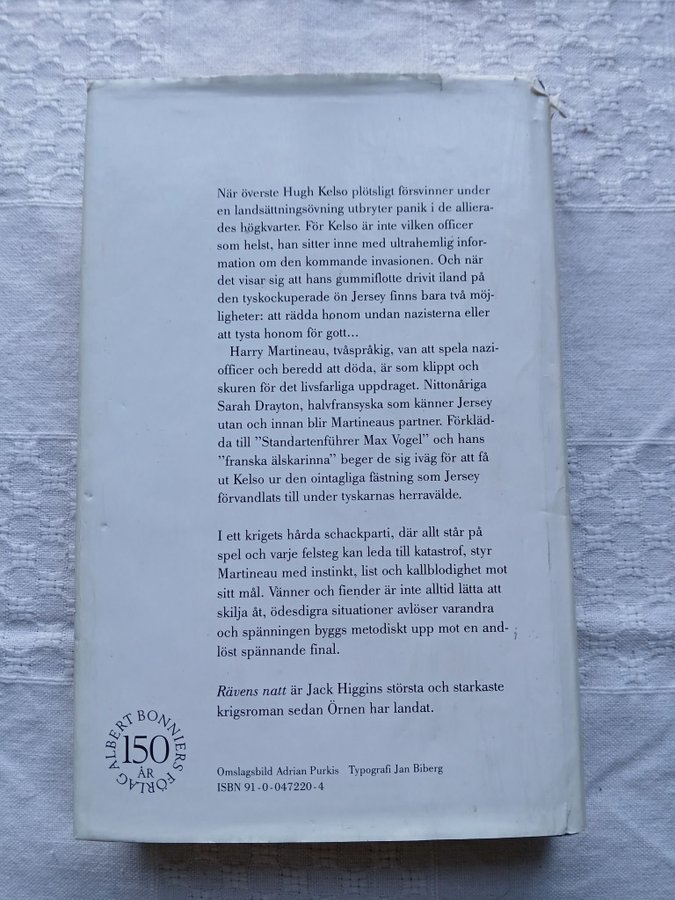 När överste Hugh Kelso plötsligt försvinner under
en landsättningsövning utbryter panik i de alliera-
des högkvarter. För Kelso är inte vilken officer
som helst, han sitter inne med ultrahemlig infor-
mation om den kommande invasionen. Och när
det visar sig att hans gummiflotte drivit iland på
den tyskockuperade ön Jersey finns bara två möj-
ligheter: att rädda honom undan nazisterna eller
att tysta honom för gott...
Harry Martineau, tvåspråkig, van att spela nazi-
officer och beredd att döda, är som klippt och
skuren för det livsfarliga uppdraget. Nittonåriga
Sarah Drayton, halvfransyska som känner Jersey
utan och innan blir Martineaus partner. Förkläd-
da till ”Standartenführer Max Vogel” och hans
”franska älskarinna” beger de sig iväg för att få
ut Kelso ur den ointagliga fästning som Jersey
förvandlats till under tyskarnas herravälde.
I ett krigets hårda schackparti, där allt står på
spel och varje felsteg kan leda till katastrof, styr
Martineau med instinkt, list och kallblodighet mot
sitt mål. Vänner och fiender är inte alltid lätta att
skilja åt, ödesdigra situationer avlöser varandra
och spänningen byggs metodiskt upp mot en and-
löst spännande final.
Rävens natt är Jack Higgins största och starkaste
krigsroman sedan Örnen har landat.
ALBERT BONNIERS FÖRLAG
150
ÅR
Omslagsbild Adrian Purkis Typografi Jan Biberg
ISBN 91-0-047220-4